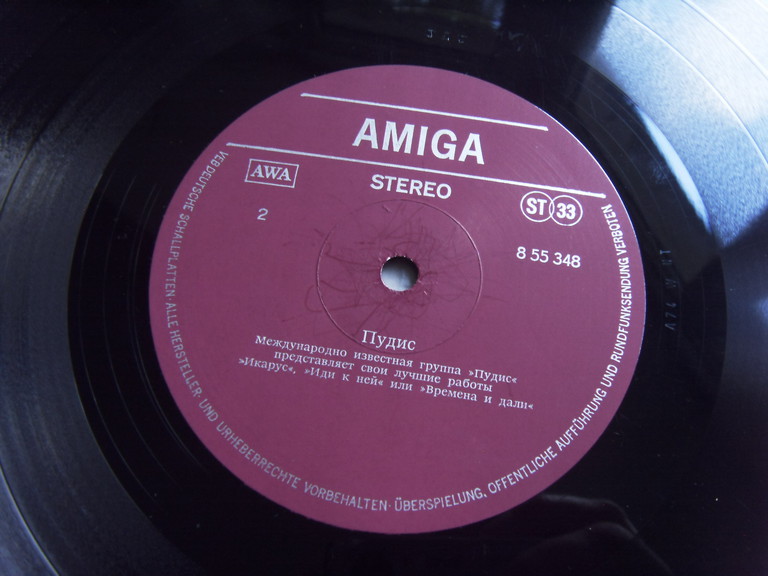 AMIGA
AWA
STEREO
ST 33
2
8 55 348
Пудис
Международно известная группа »Пудис«
представляет свои лучшие работы
»Икарус«, »Иди к ней« или »Времена и дали«
VEB DEUTSCHE SCHALLPLATTEN · ALLE HERSTELLER- UND URHEBERRECHTE VORBEHALTEN · ÜBERSPIELUNG, ÖFFENTLICHE AUFFÜHRUNG UND RUNDFUNKSENDUNG VERBOTEN